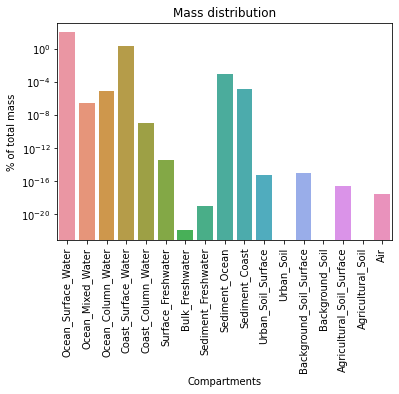 Mass distribution
% of total mass
10^0
10^-4
10^-8
10^-12
10^-16
10^-20
Ocean_Surface_Water
Ocean_Mixed_Water
Ocean_Column_Water
Coast_Surface_Water
Coast_Column_Water
Surface_Freshwater
Bulk_Freshwater
Sediment_Freshwater
Sediment_Ocean
Sediment_Coast
Urban_Soil_Surface
Urban_Soil
Background_Soil_Surface
Background_Soil
Agricultural_Soil_Surface
Agricultural_Soil
Air
Compartments